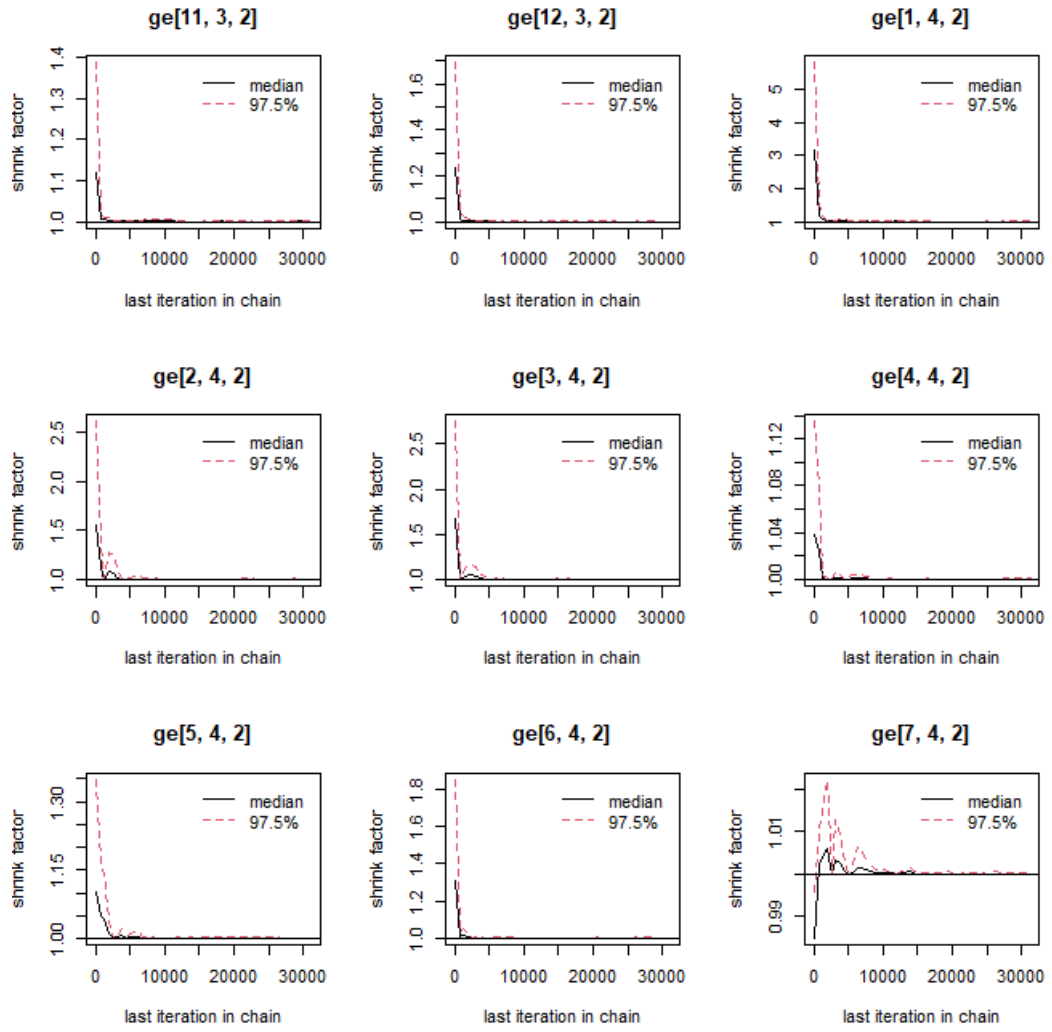 ge[11, 3, 2]
shrink factor
1.0 1.1 1.2 1.3 1.4
median
97.5%
0 10000 20000 30000
last iteration in chain
ge[12, 3, 2]
shrink factor
1.0 1.2 1.4 1.6
median
97.5%
0 10000 20000 30000
last iteration in chain
ge[1, 4, 2]
shrink factor
1 2 3 4 5
median
97.5%
0 10000 20000 30000
last iteration in chain
ge[2, 4, 2]
shrink factor
1.0 1.5 2.0 2.5
median
97.5%
0 10000 20000 30000
last iteration in chain
ge[3, 4, 2]
shrink factor
1.0 1.5 2.0 2.5
median
97.5%
0 10000 20000 30000
last iteration in chain
ge[4, 4, 2]
shrink factor
1.00 1.04 1.08 1.12
median
97.5%
0 10000 20000 30000
last iteration in chain
ge[5, 4, 2]
shrink factor
1.00 1.15 1.30
median
97.5%
0 10000 20000 30000
last iteration in chain
ge[6, 4, 2]
shrink factor
1.0 1.2 1.4 1.6 1.8
median
97.5%
0 10000 20000 30000
last iteration in chain
ge[7, 4, 2]
shrink factor
0.99 1.01
median
97.5%
0 10000 20000 30000
last iteration in chain